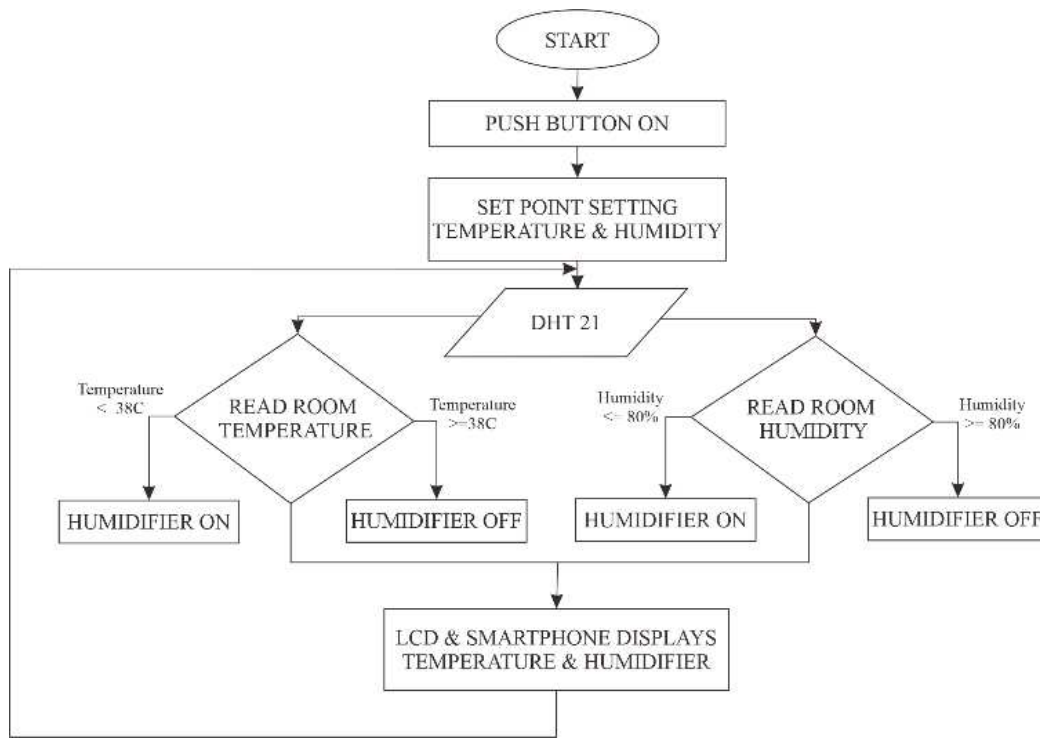 START
PUSH BUTTON ON
SET POINT SETTING
TEMPERATURE & HUMIDITY
DHT 21
Temperature
< 38C
READ ROOM
TEMPERATURE
Temperature
>=38C
Humidity
<= 80%
READ ROOM
HUMIDITY
Humidity
>= 80%
HUMIDIFIER ON
HUMIDIFIER OFF
HUMIDIFIER ON
HUMIDIFIER OFF
LCD & SMARTPHONE DISPLAYS
TEMPERATURE & HUMIDIFIER